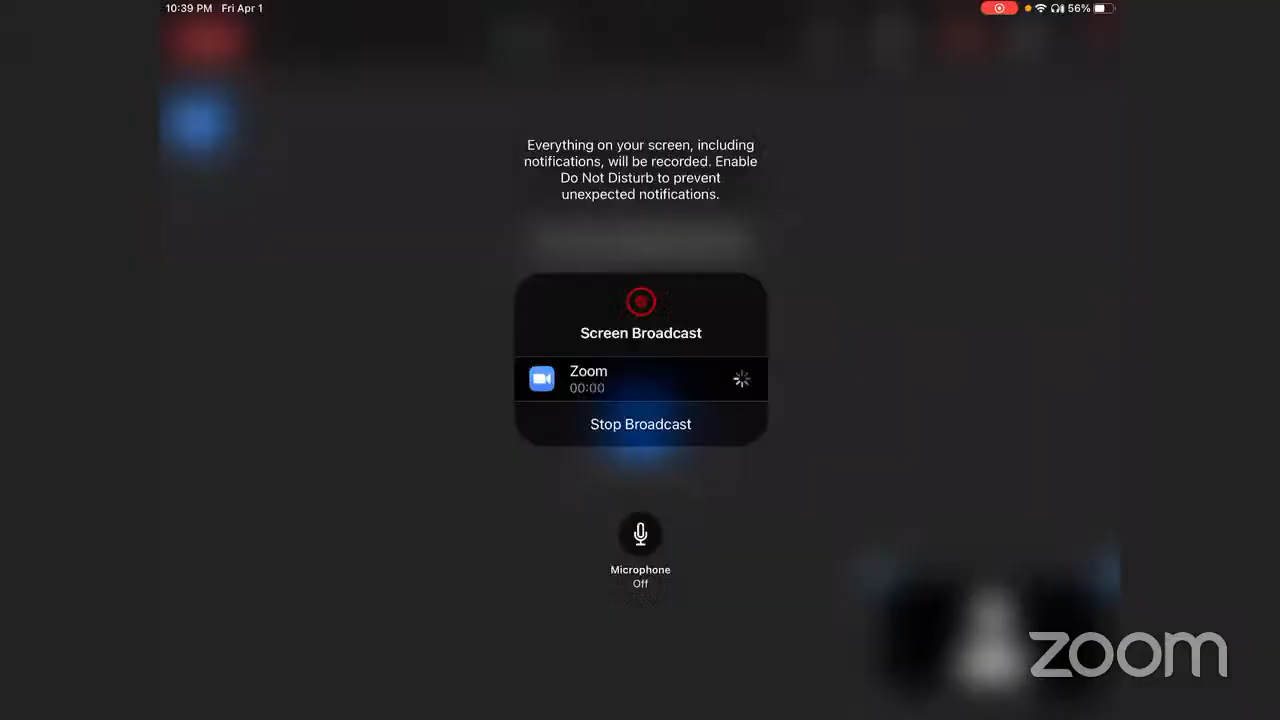 10:39 PM Fri Apr 1
56%
Everything on your screen, including
notifications, will be recorded. Enable
Do Not Disturb to prevent
unexpected notifications.
Screen Broadcast
Zoom
00:00
Stop Broadcast
Microphone
Off
zoom